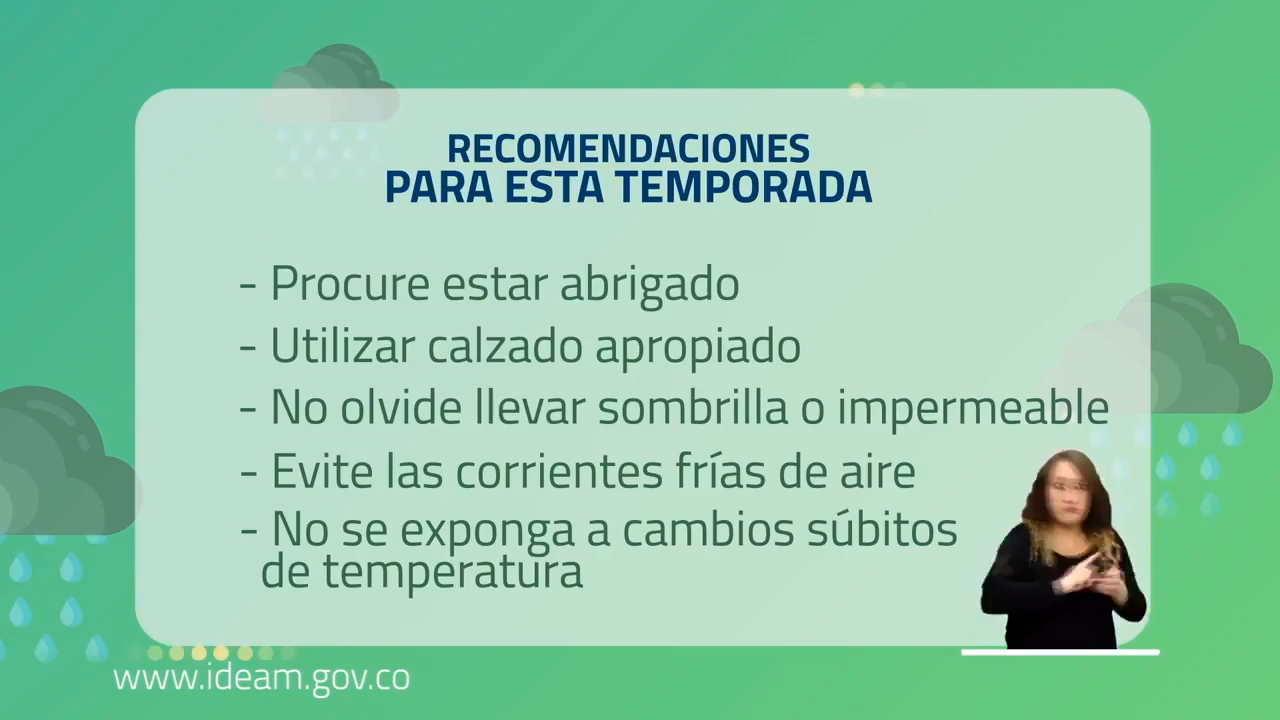 RECOMENDACIONES
PARA ESTA TEMPORADA
- Procure estar abrigado
- Utilizar calzado apropiado
- No olvide llevar sombrilla o impermeable
- Evite las corrientes frías de aire
- No se exponga a cambios súbitos
de temperatura
www.ideam.gov.co